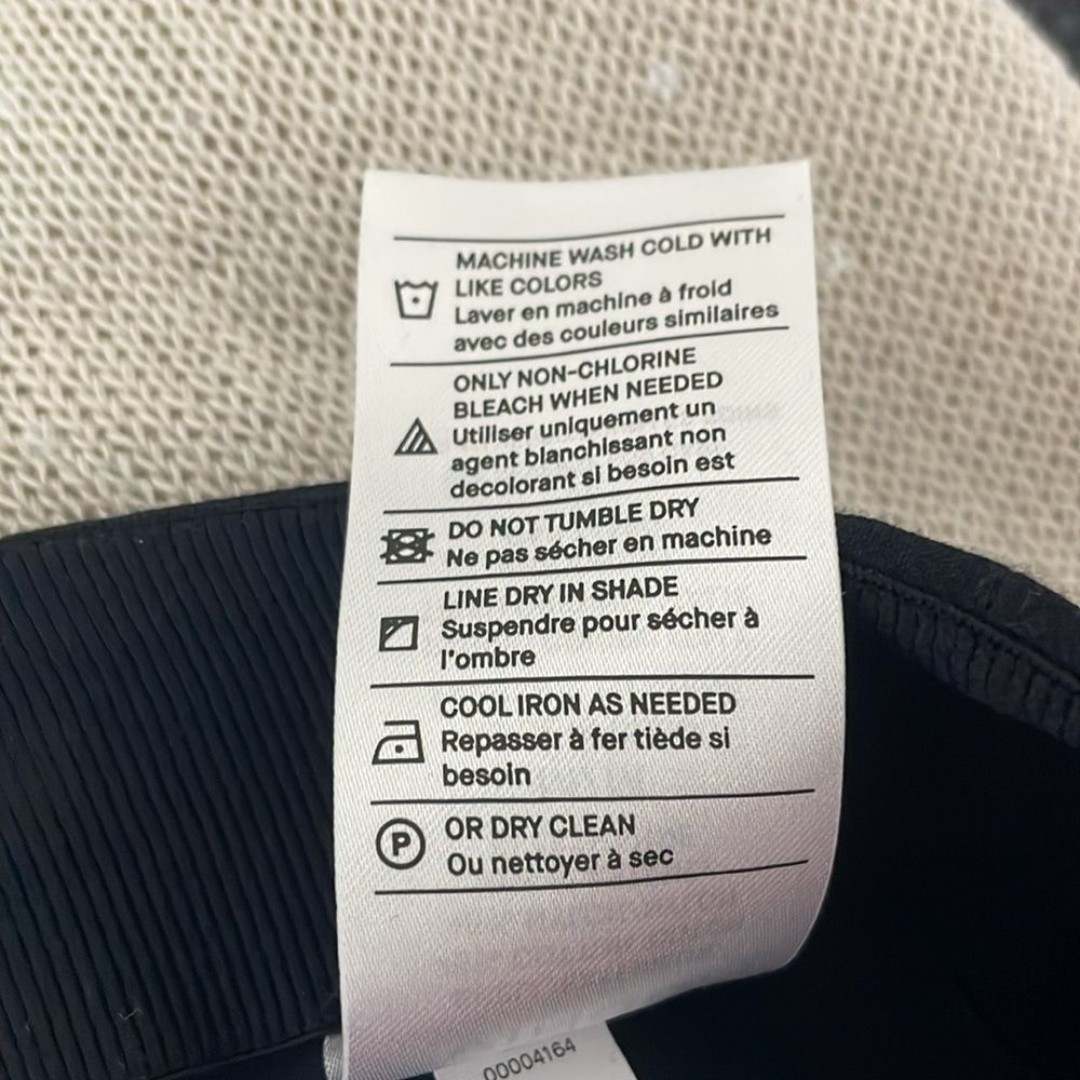 MACHINE WASH COLD WITH
LIKE COLORS
Laver en machine à froid
avec des couleurs similaires
ONLY NON-CHLORINE
BLEACH WHEN NEEDED
Utiliser uniquement un
agent blanchissant non
decolorant si besoin est
DO NOT TUMBLE DRY
Ne pas sécher en machine
LINE DRY IN SHADE
Suspendre pour sécher à
l'ombre
COOL IRON AS NEEDED
Repasser à fer tiède si
besoin
P
OR DRY CLEAN
Ou nettoyer à sec
00004164